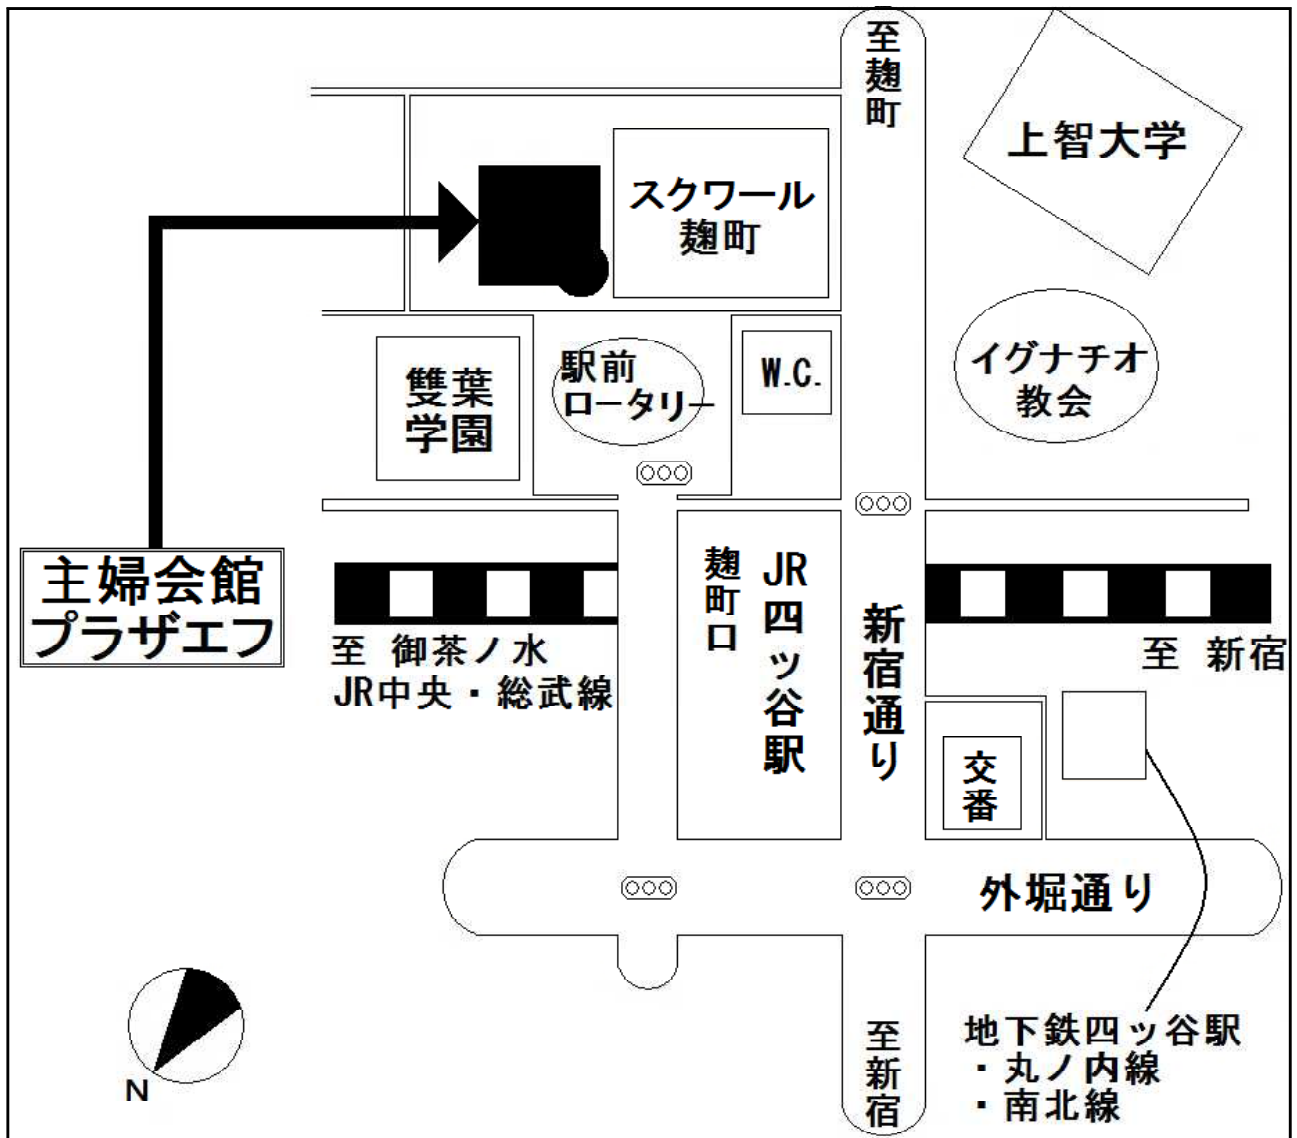 至麹町
上智大学
スクワール
麹町
イグナチオ
教会
駅前
ロータリー
W.C.
雙葉
学園
主婦会館
プラザエフ
麹町口
JR四ッ谷駅
新宿通り
至 御茶ノ水
JR中央・総武線
至 新宿
交番
外堀通り
地下鉄四ッ谷駅
・丸ノ内線
・南北線
至新宿
N